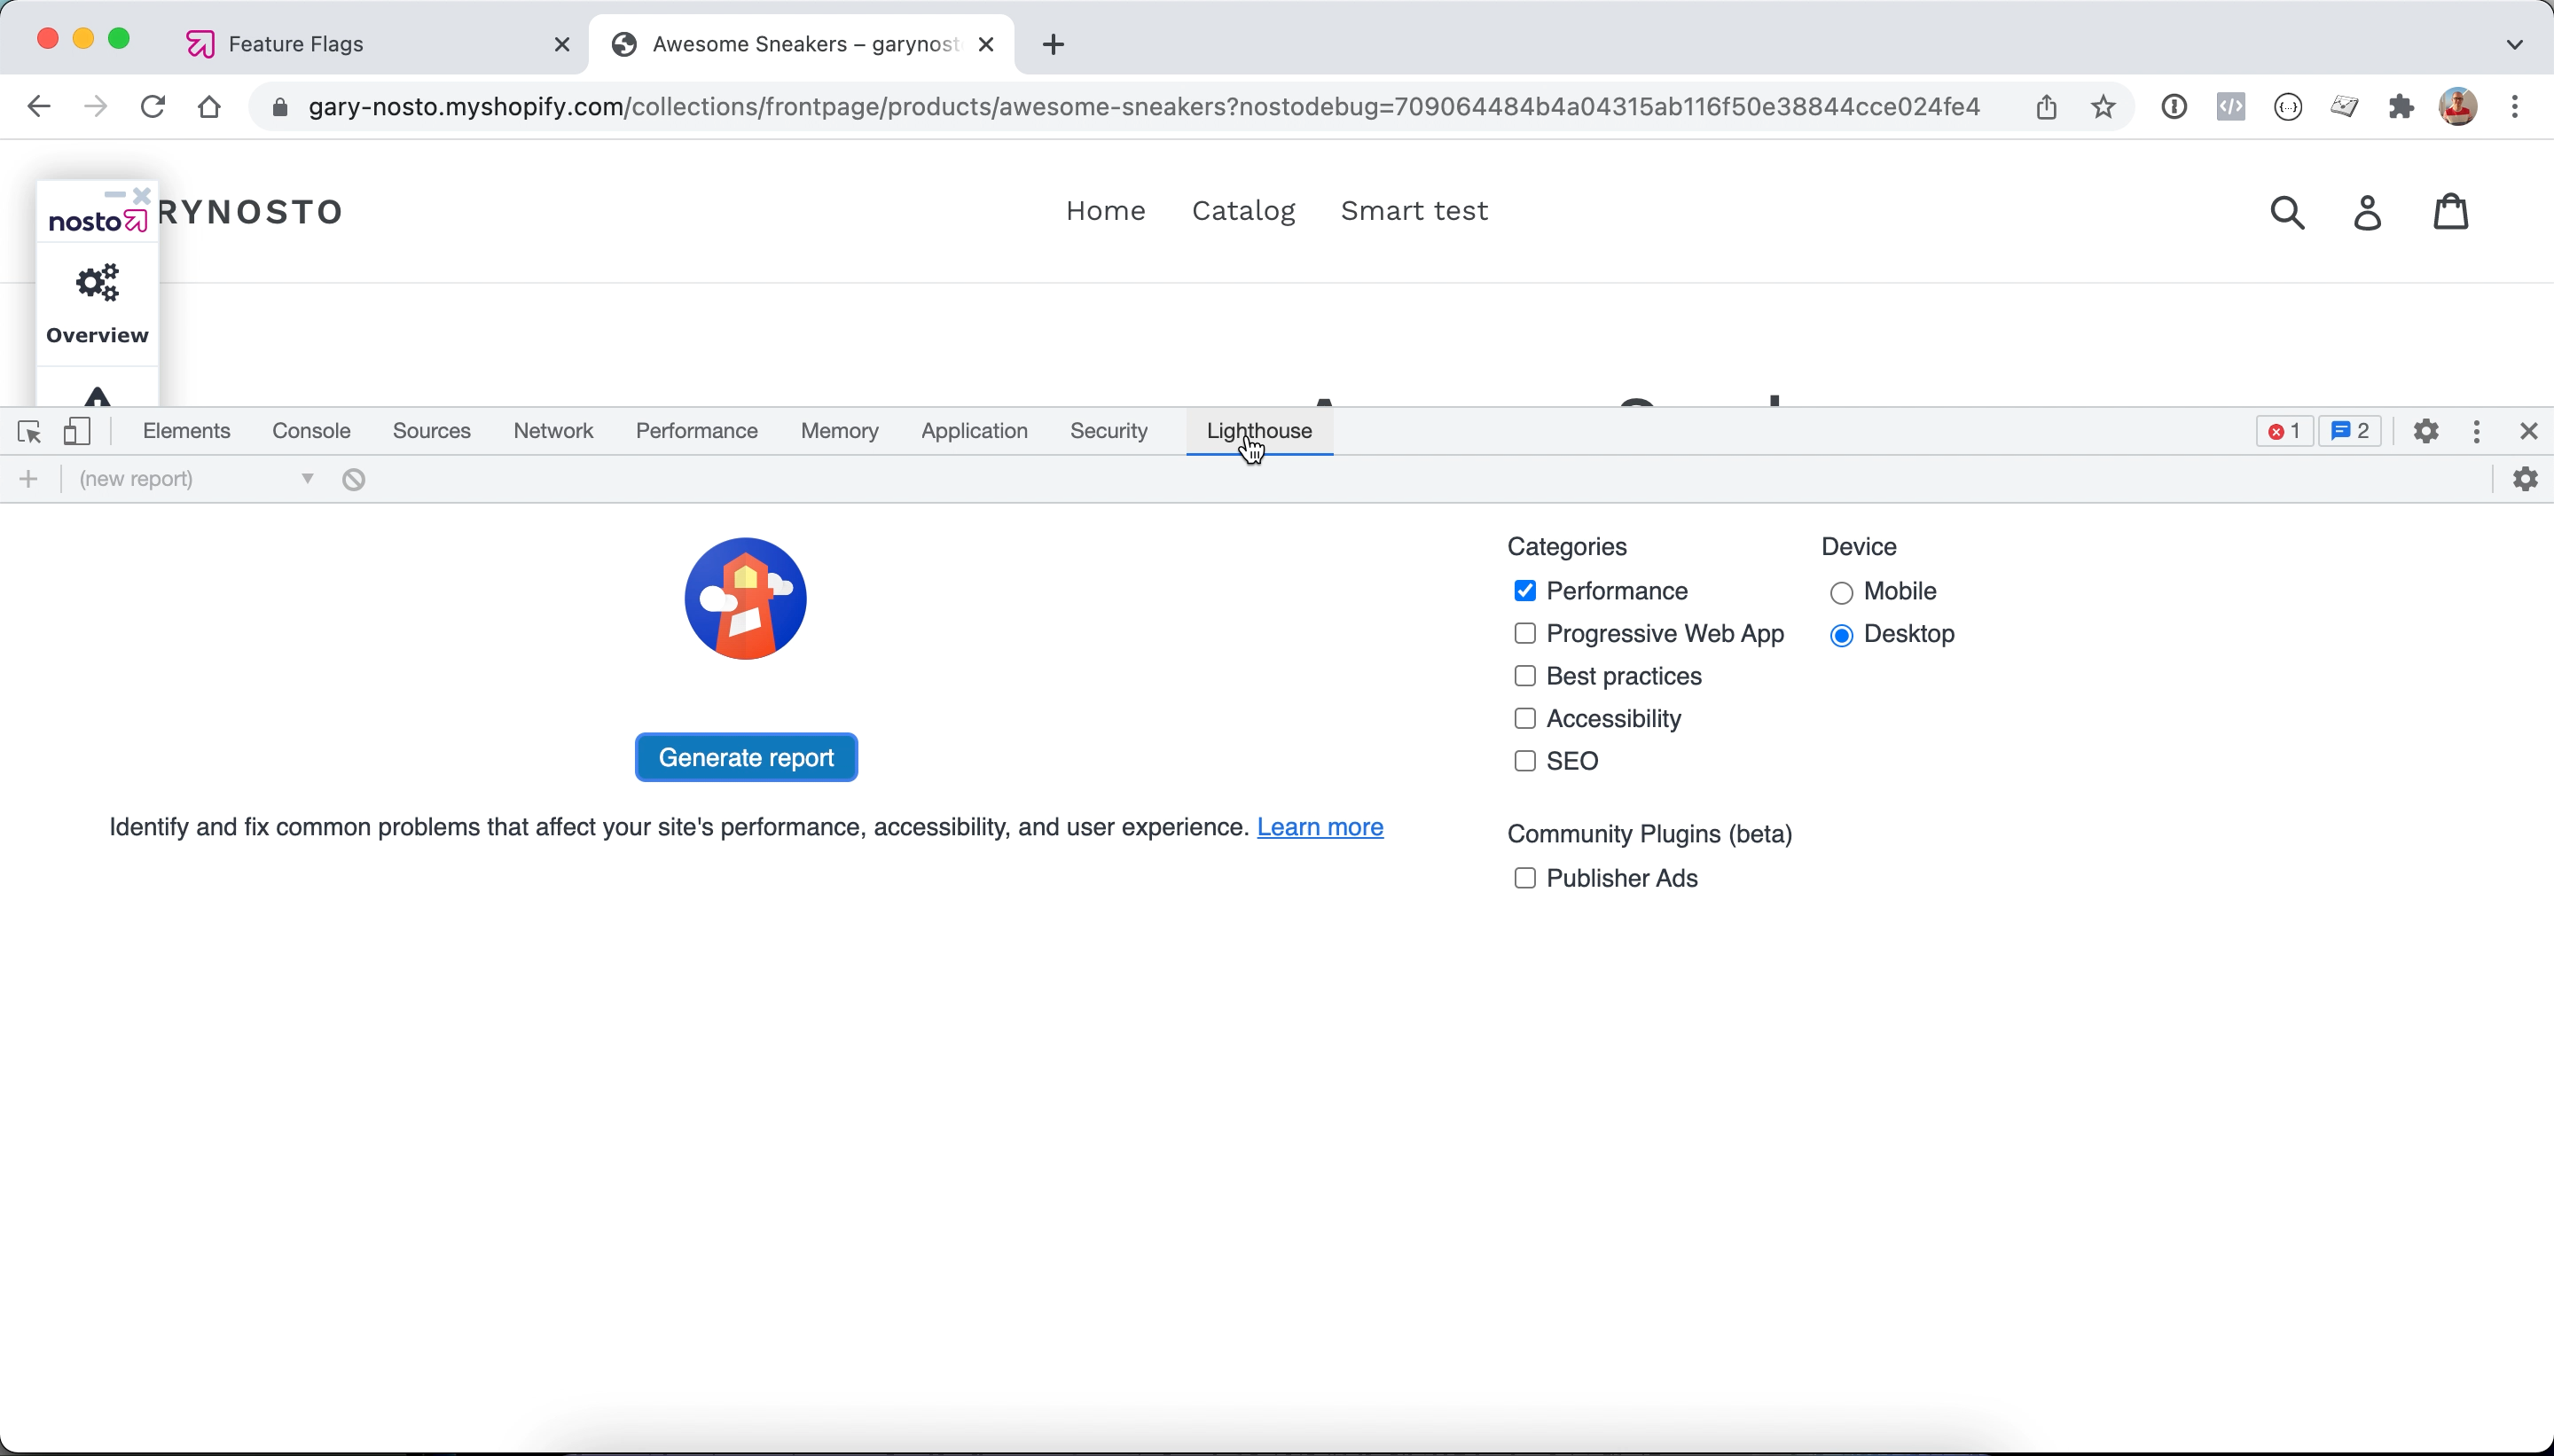 Feature Flags
Awesome Sneakers – garynost
gary-nosto.myshopify.com/collections/frontpage/products/awesome-sneakers?nostodebug=709064484b4a04315ab116f50e38844cce024fe4
nosto
RYNOSTO
Home Catalog Smart test
Overview
Elements Console Sources Network Performance Memory Application Security Lighthouse 1 2
(new report)
Categories Device
Performance Mobile
Progressive Web App Desktop
Best practices
Accessibility
SEO
Generate report
Identify and fix common problems that affect your site's performance, accessibility, and user experience. Learn more
Community Plugins (beta)
Publisher Ads